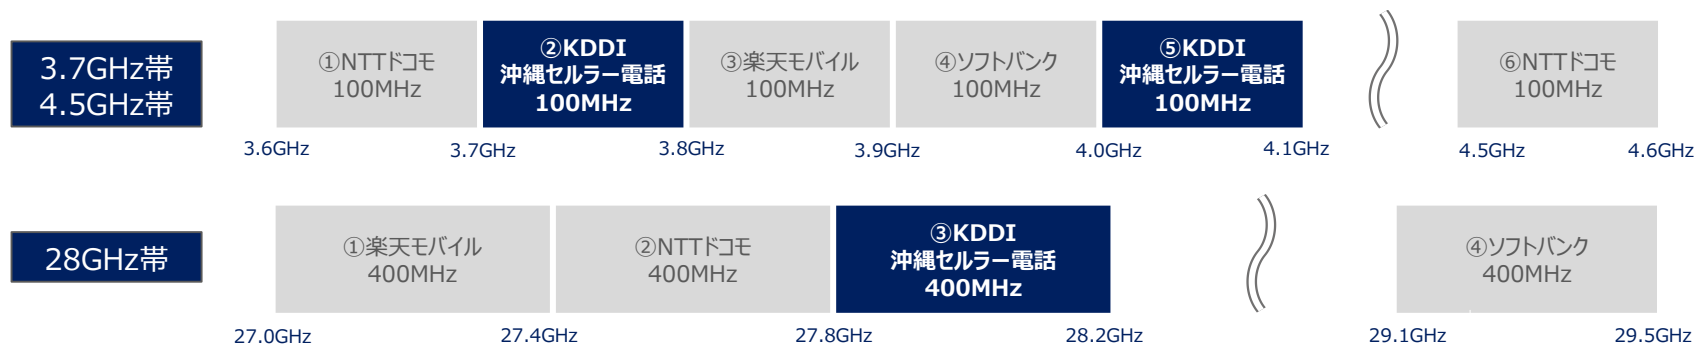 3.7GHz帯
4.5GHz帯
①NTTドコモ
100MHz
②KDDI
沖縄セルラー電話
100MHz
③楽天モバイル
100MHz
④ソフトバンク
100MHz
⑤KDDI
沖縄セルラー電話
100MHz
⑥NTTドコモ
100MHz
3.6GHz
3.7GHz
3.8GHz
3.9GHz
4.0GHz
4.1GHz
4.5GHz
4.6GHz
28GHz帯
①楽天モバイル
400MHz
②NTTドコモ
400MHz
③KDDI
沖縄セルラー電話
400MHz
④ソフトバンク
400MHz
27.0GHz
27.4GHz
27.8GHz
28.2GHz
29.1GHz
29.5GHz